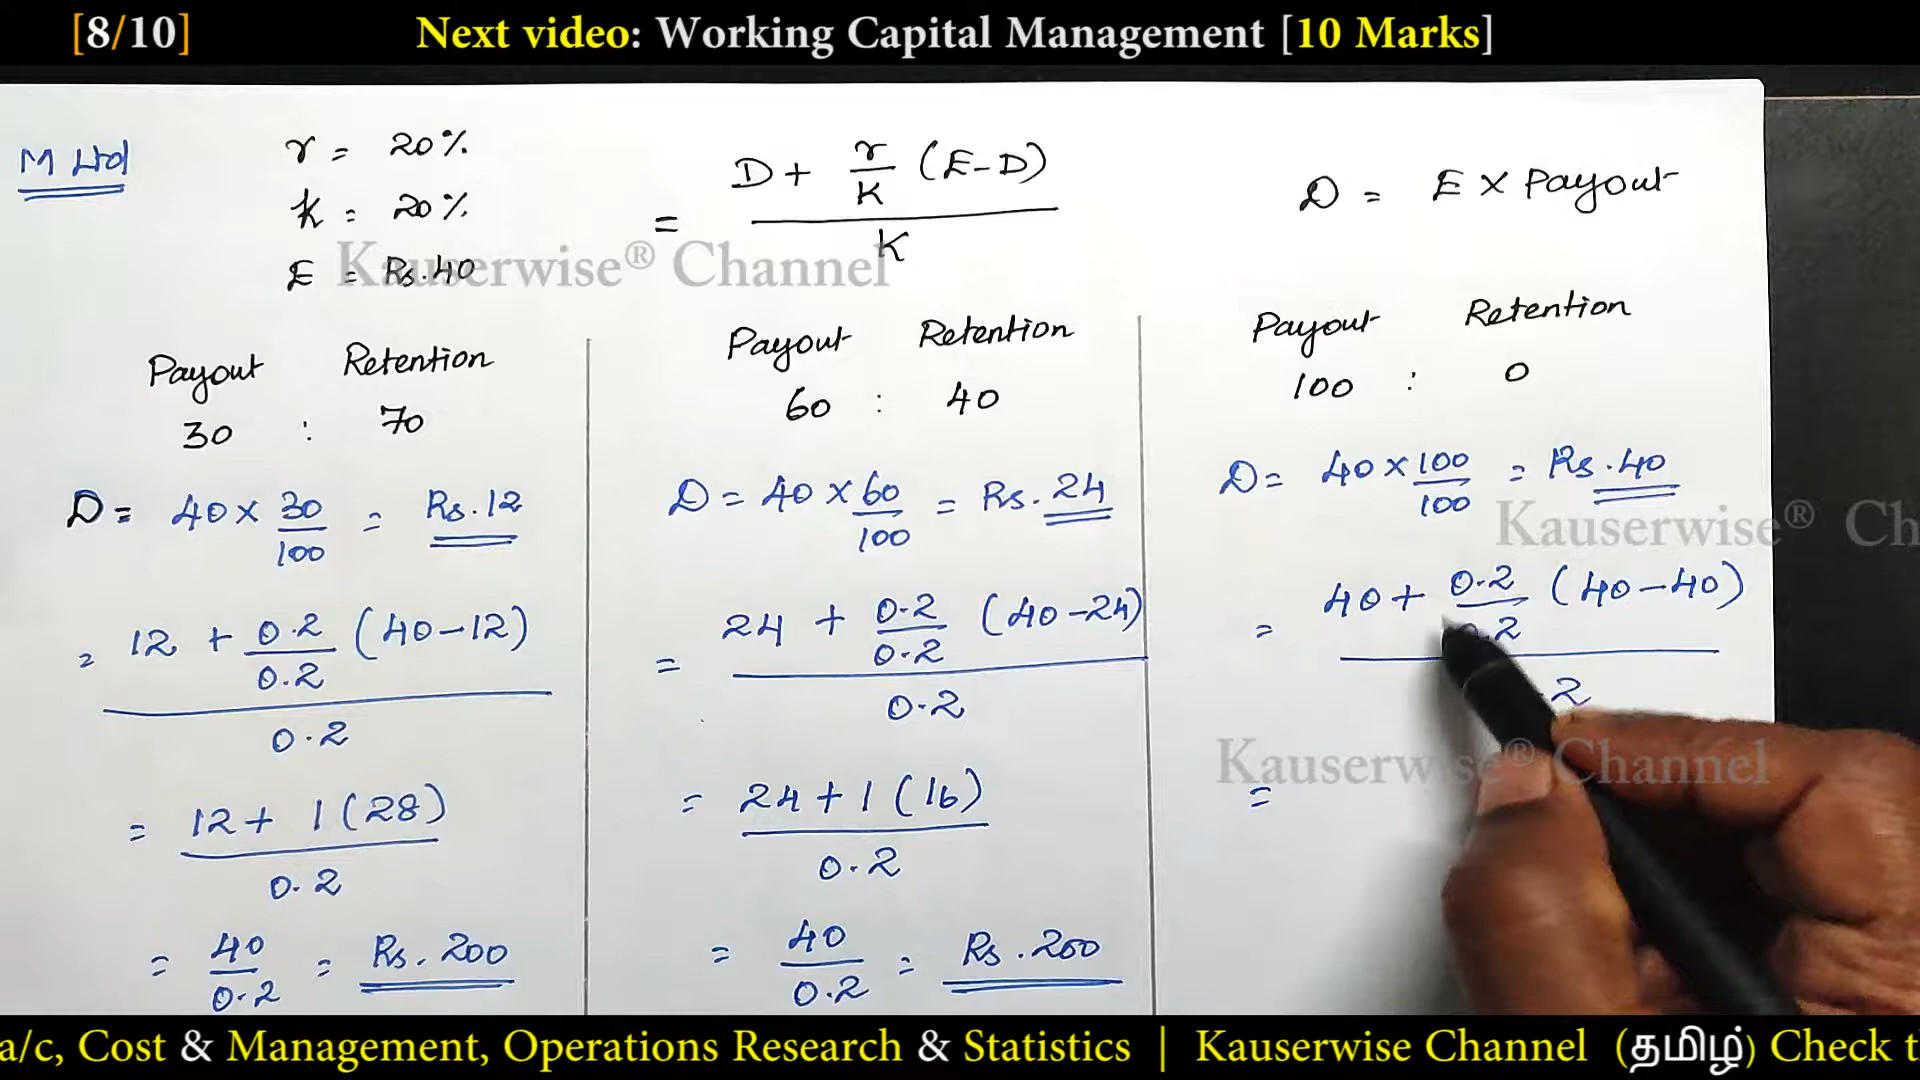 [8/10] Next video: Working Capital Management [10 Marks]
M Ltd
r = 20%
k = 20%
E = Rs.40
= D + r/K (E-D)
K
D = E × Payout
Kauserwise® Channel
Payout Retention
30 : 70
D = 40 × 30/100 = Rs.12
= 12 + 0.2/0.2 (40-12)
0.2
= 12 + 1(28)
0.2
= 40/0.2 = Rs. 200
Payout Retention
60 : 40
D = 40 × 60/100 = Rs. 24
= 24 + 0.2/0.2 (40-24)
0.2
= 24 + 1(16)
0.2
= 40/0.2 = Rs. 200
Payout Retention
100 : 0
D = 40 × 100/100 = Rs.40
Kauserwise® Ch
= 40 + 0.2/0.2 (40-40)
2
Kauserwise® Channel
=
a/c, Cost & Management, Operations Research & Statistics | Kauserwise Channel (தமிழ்) Check t